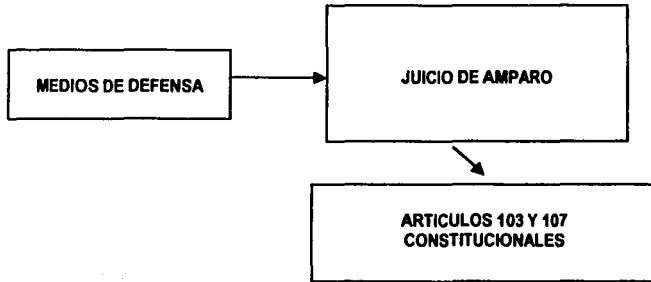 MEDIOS DE DEFENSA
JUICIO DE AMPARO
ARTICULOS 103 Y 107
CONSTITUCIONALES